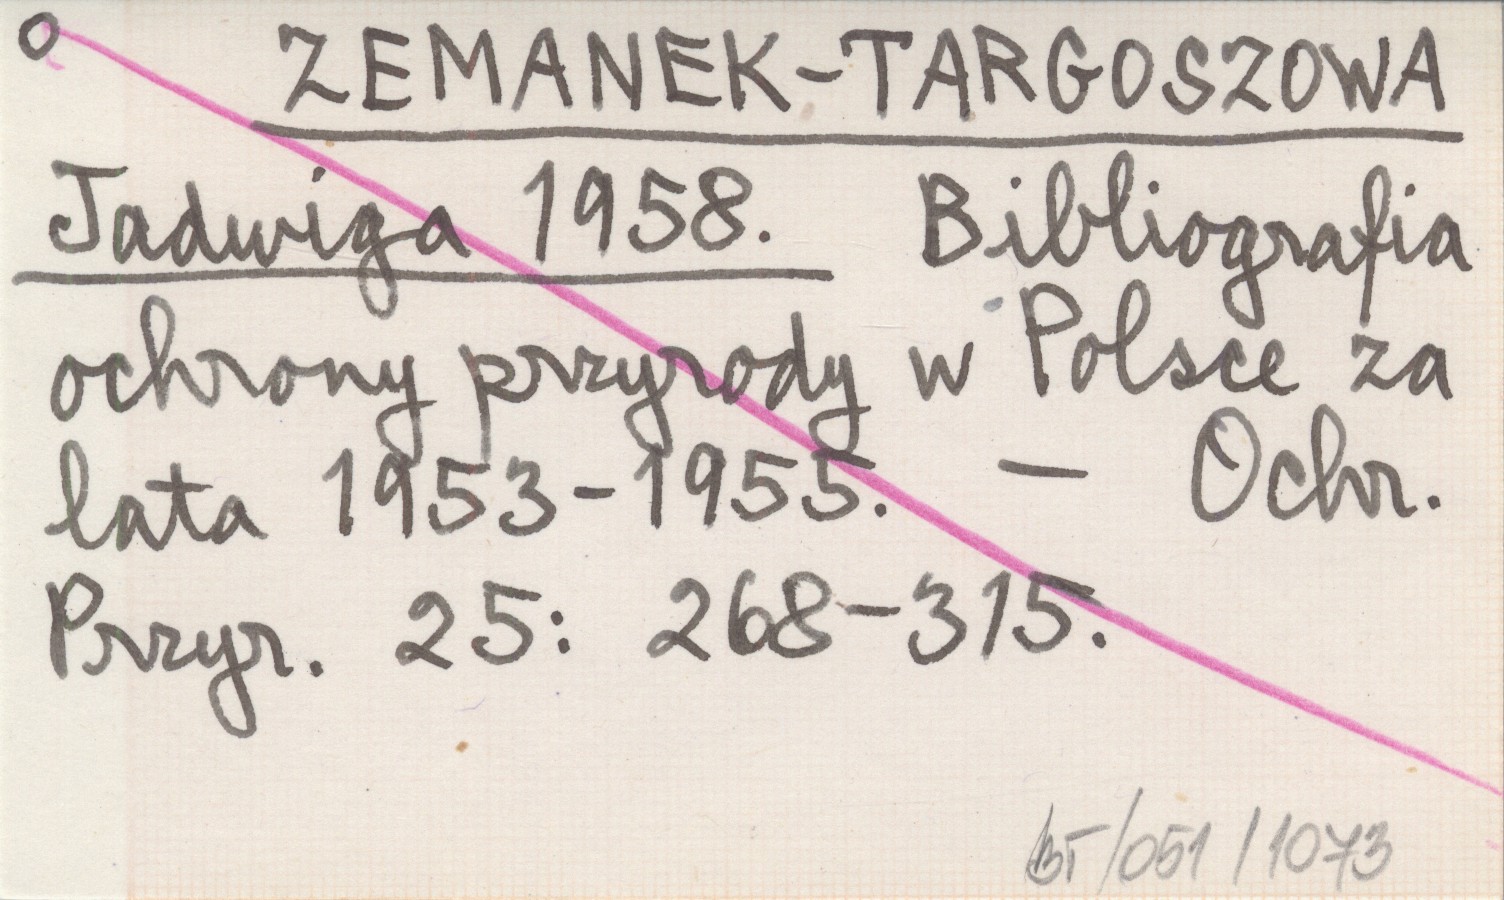 o ZEMANEK-TARGOSZOWA
Jadwiga 1958. Bibliografia
ochrony przyrody w Polsce za
lata 1953-1955. — Ochr.
Przyr. 25: 268-315.
BT/051/1073